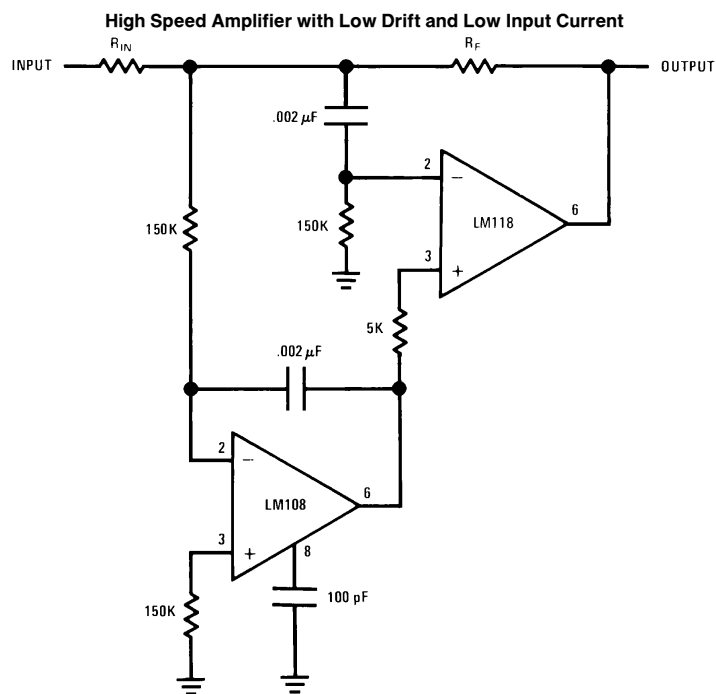 High Speed Amplifier with Low Drift and Low Input Current
R_IN
R_F
INPUT
OUTPUT
.002 μF
2
−
150K
150K
LM118
6
3
+
5K
.002 μF
2
−
6
LM108
3
+
8
150K
100 pF